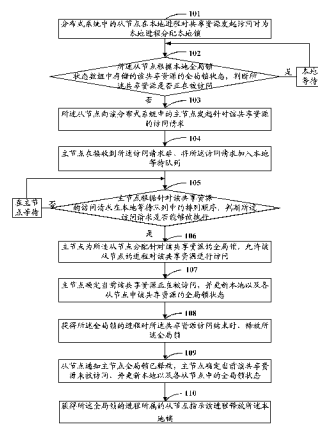 101
分布式系统中的从节点在本地进程对共享资源发起访问时为
本地进程分配本地锁
102
所述从节点根据本地全局锁
状态数组中存储的该共享资源的全局锁状态，判断所
述共享资源是否正在被访问
是
本地
等待
否
103
所述从节点向该分布式系统中的主节点发起针对该共享资源
的访问请求
104
主节点在接收到所述访问请求后，将所述访问请求加入本地
等待队列
105
主节点根据针对该共享资源
的访问请求在本地等待队列中的排列顺序，判断所述
访问请求是否能够被执行
否
在主节
点等待
是
106
主节点为所述从节点分配针对该共享资源的全局锁，允许该
从节点的进程对该共享资源进行访问
107
主节点确定当前该共享资源正在被访问，并更新本地以及各
从节点中该共享资源的全局锁状态
108
获得所述全局锁的进程对所述共享资源访问结束时，释放所
述全局锁
109
从节点通知主节点全局锁已释放，主节点确定当前该共享资
源未被访问，并更新本地以及各从节点中的全局锁状态
110
获得所述全局锁的进程所属的从节点指示该进程释放所述本
地锁